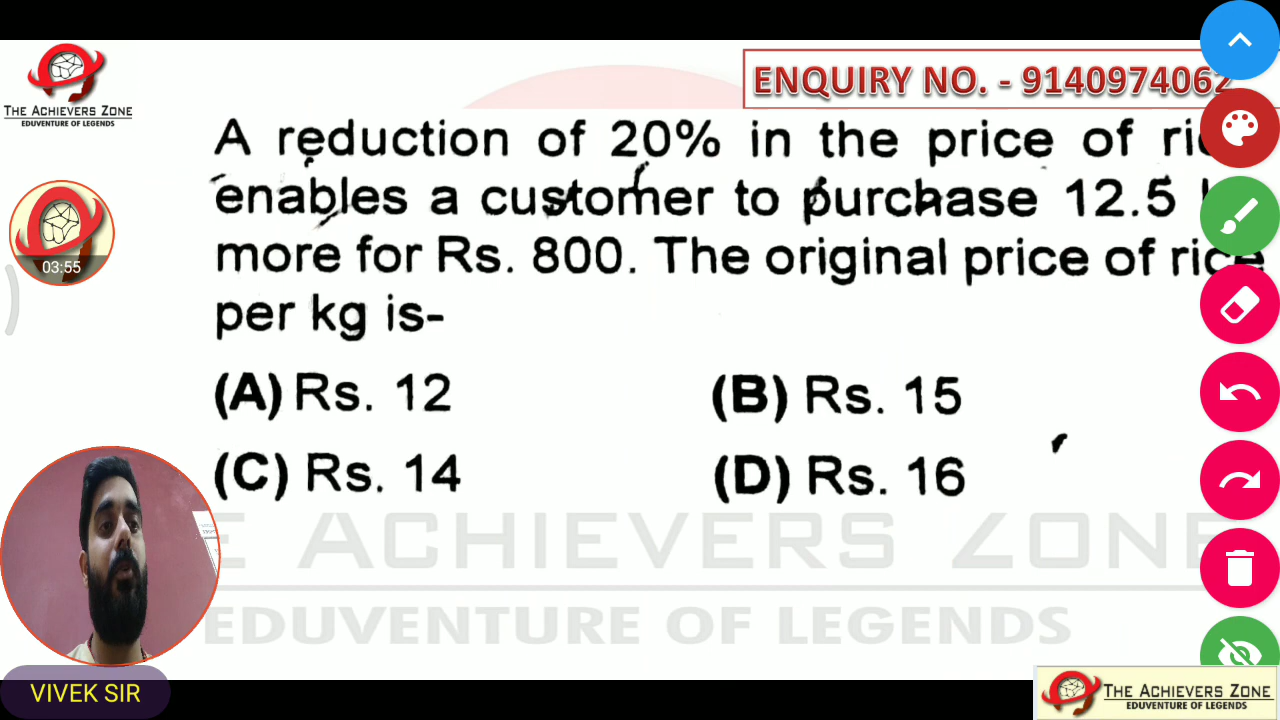 THE ACHIEVERS ZONE
EDUVENTURE OF LEGENDS
ENQUIRY NO. - 9140974062
A reduction of 20% in the price of
enables a customer to purchase 12.5
more for Rs. 800. The original price of rice
per kg is-
(A) Rs. 12
(B) Rs. 15
(C) Rs. 14
(D) Rs. 16
03:55
ACHIEVERS ZONE
EDUVENTURE OF LEGENDS
VIVEK SIR
THE ACHIEVERS ZONE
EDUVENTURE OF LEGENDS